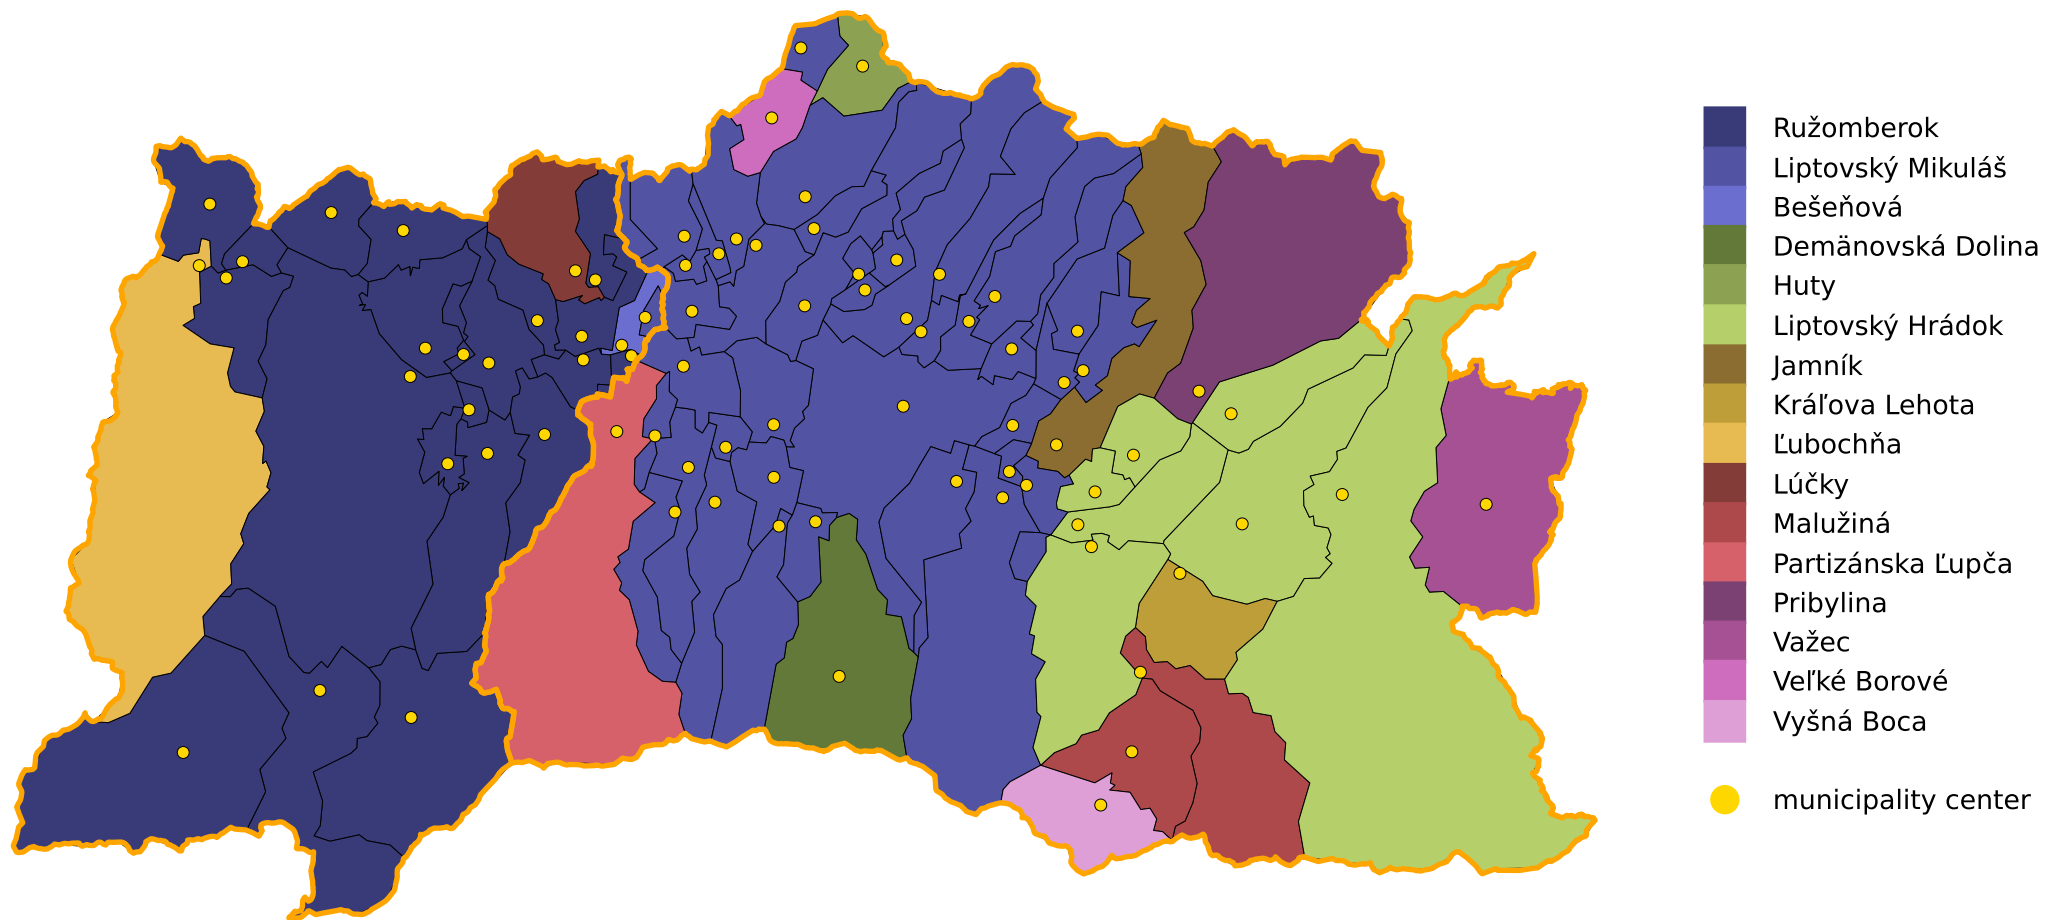 Ružomberok
Liptovský Mikuláš
Bešeňová
Demänovská Dolina
Huty
Liptovský Hrádok
Jamník
Kráľova Lehota
Ľubochňa
Lúčky
Malužiná
Partizánska Ľupča
Pribylina
Važec
Veľké Borové
Vyšná Boca
municipality center